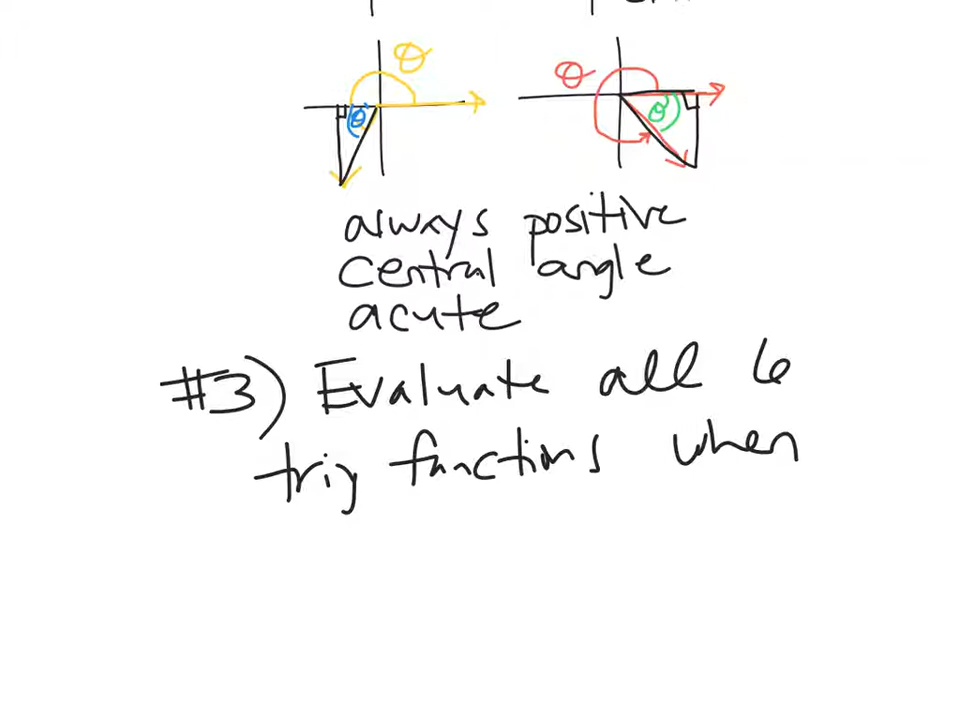 θ θ
θ' θ'
always positive
central angle
acute
#3) Evaluate all 6
trig functions when